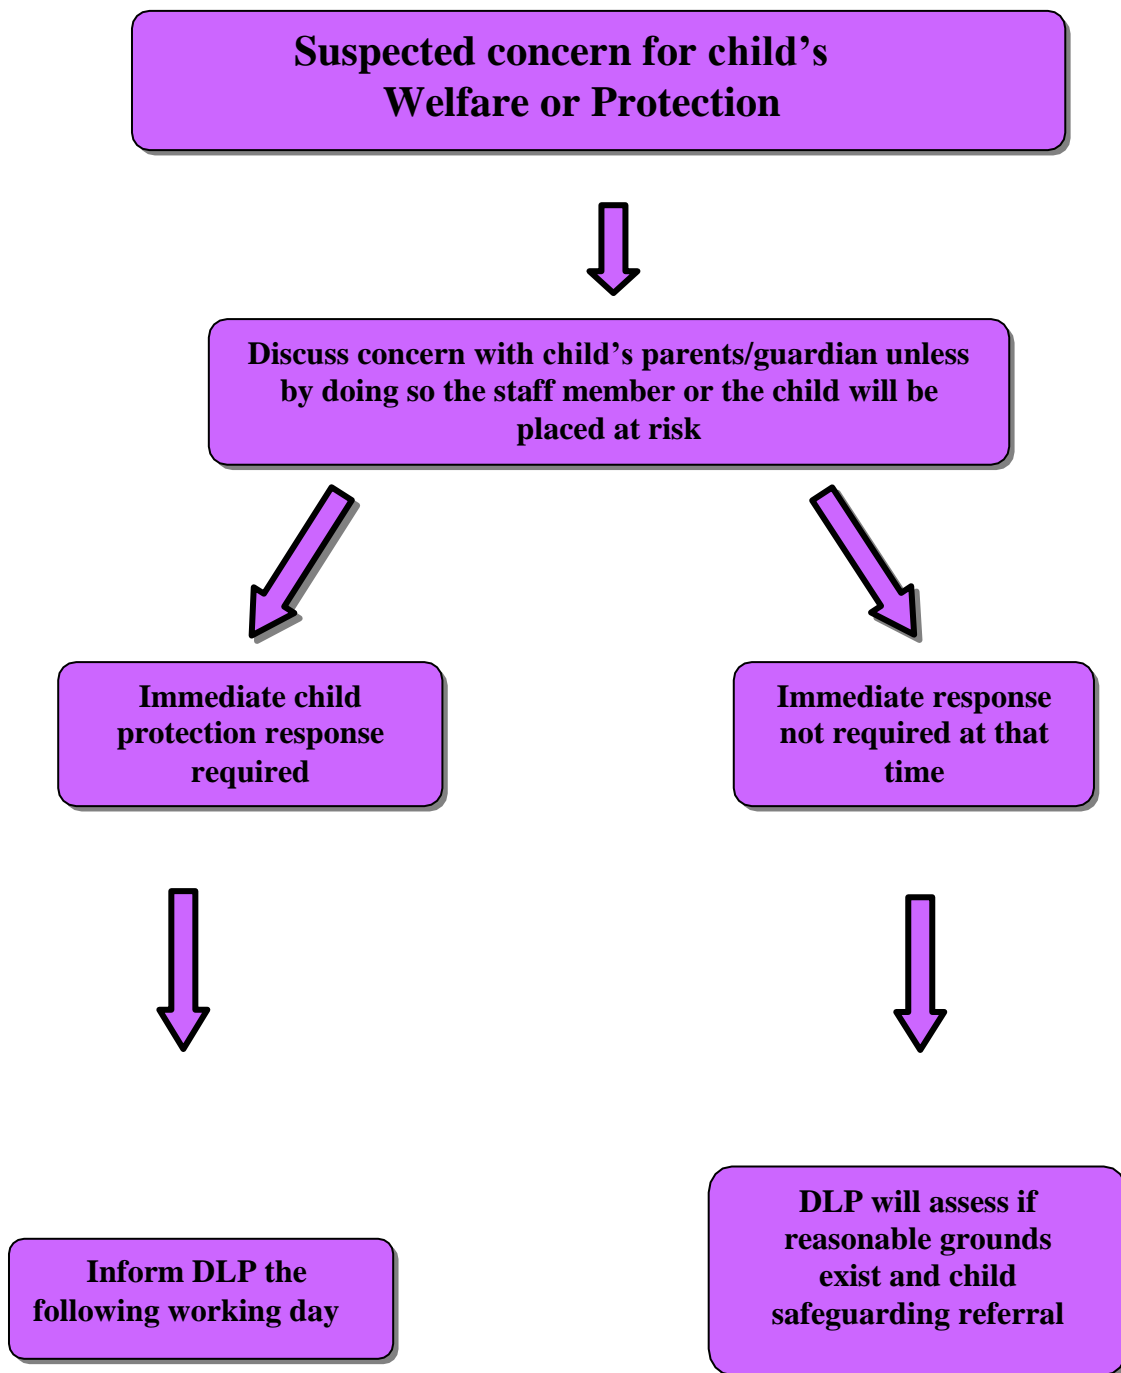 Suspected concern for child’s
Welfare or Protection
Discuss concern with child’s parents/guardian unless
by doing so the staff member or the child will be
placed at risk
Immediate child
protection response
required
Immediate response
not required at that
time
Inform DLP the
following working day
DLP will assess if
reasonable grounds
exist and child
safeguarding referral